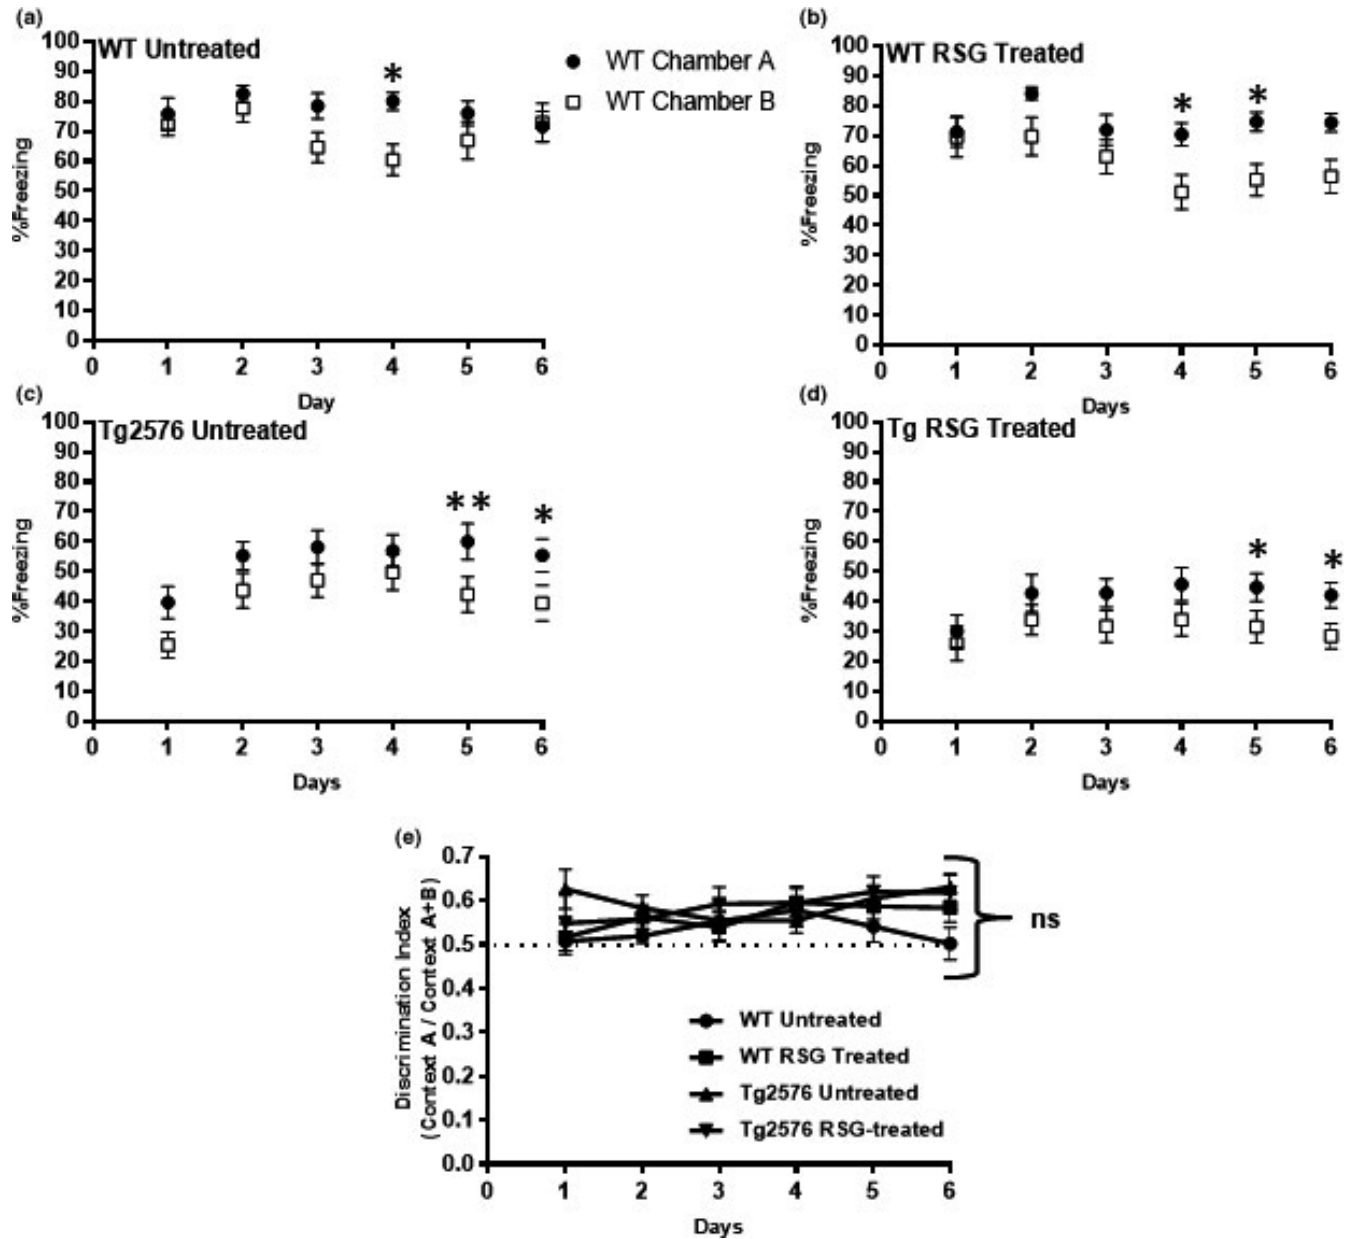 (a)
WT Untreated
*
● WT Chamber A
□ WT Chamber B
%Freezing
100
90
80
70
60
50
40
30
20
10
0
0 1 2 3 4 5 6
Day
(b)
WT RSG Treated
* *
%Freezing
100
90
80
70
60
50
40
30
20
10
0
0 1 2 3 4 5 6
Days
(c)
Tg2576 Untreated
** *
%Freezing
100
90
80
70
60
50
40
30
20
10
0
0 1 2 3 4 5 6
Days
(d)
Tg RSG Treated
* *
%Freezing
100
90
80
70
60
50
40
30
20
10
0
0 1 2 3 4 5 6
Days
(e)
Discrimination Index
(Context A / Context A+B)
0.7
0.6
0.5
0.4
0.3
0.2
0.1
0.0
ns
WT Untreated
WT RSG Treated
Tg2576 Untreated
Tg2576 RSG-treated
0 1 2 3 4 5 6
Days